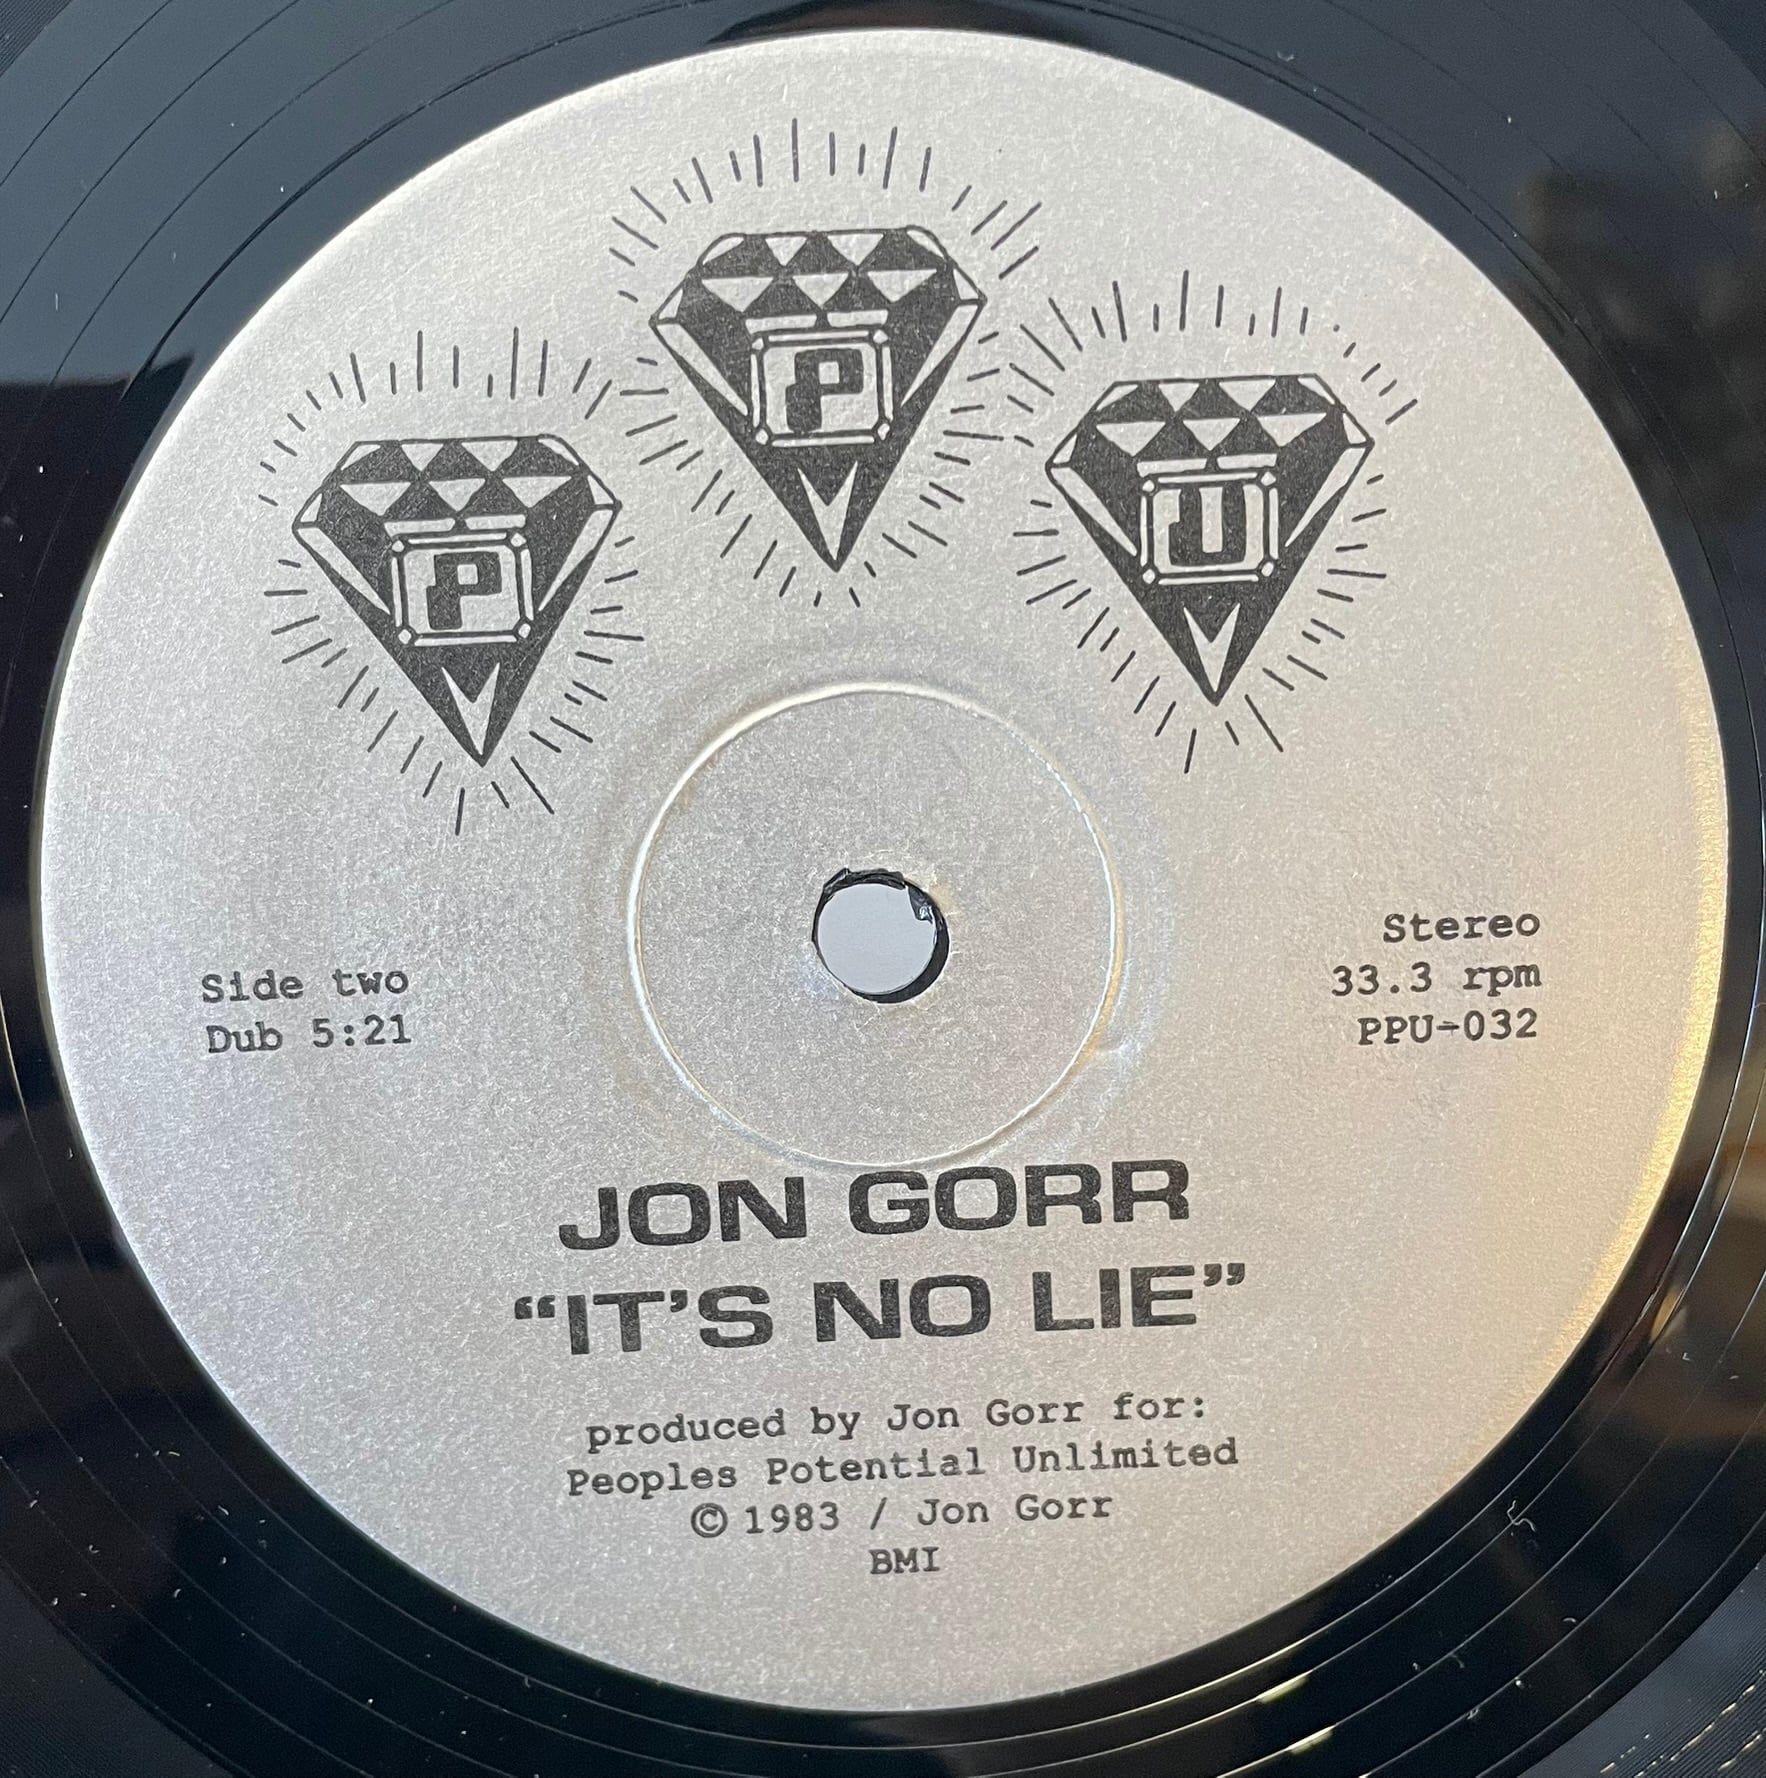 P P U
Side two
Dub 5:21
Stereo
33.3 rpm
PPU-032
JON GORR
“IT’S NO LIE”
produced by Jon Gorr for:
Peoples Potential Unlimited
© 1983 / Jon Gorr
BMI